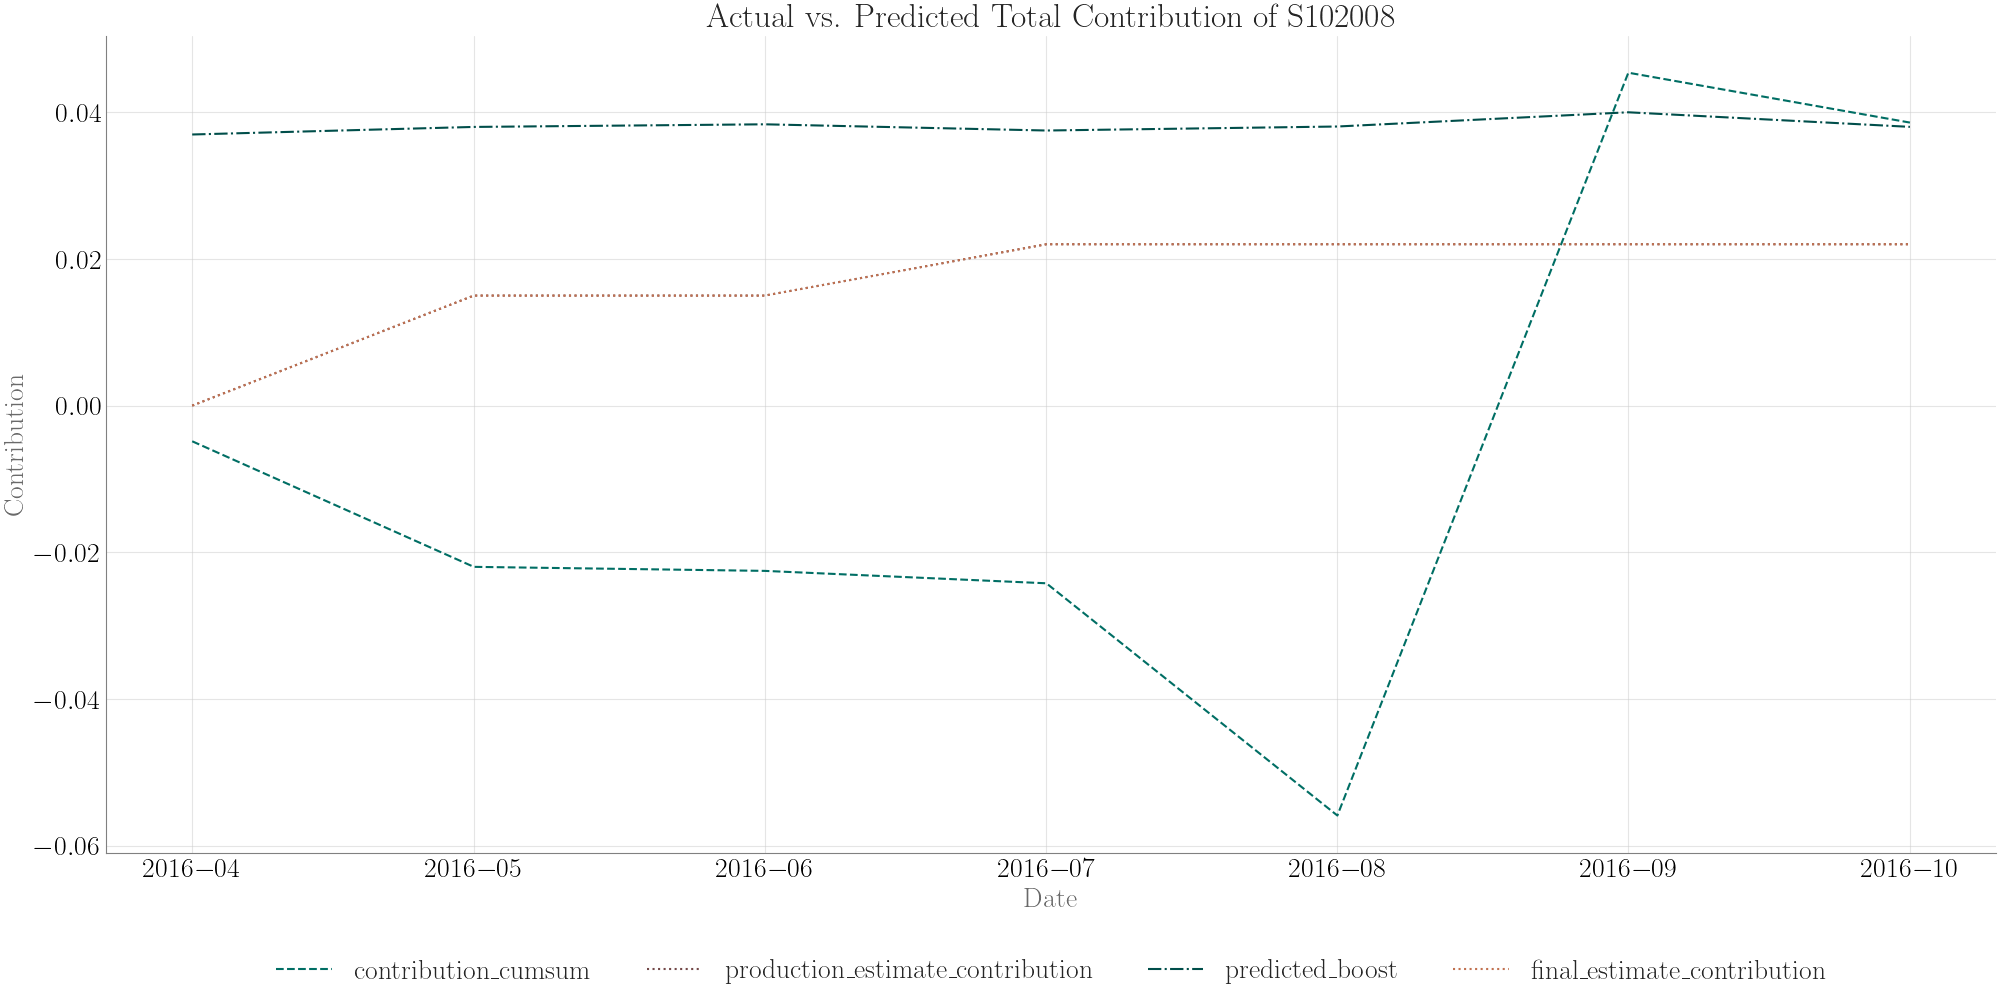 Actual vs. Predicted Total Contribution of S102008
0.04
0.02
0.00
−0.02
−0.04
−0.06
Contribution
2016−04 2016−05 2016−06 2016−07 2016−08 2016−09 2016−10
Date
contribution_cumsum production_estimate_contribution predicted_boost final_estimate_contribution